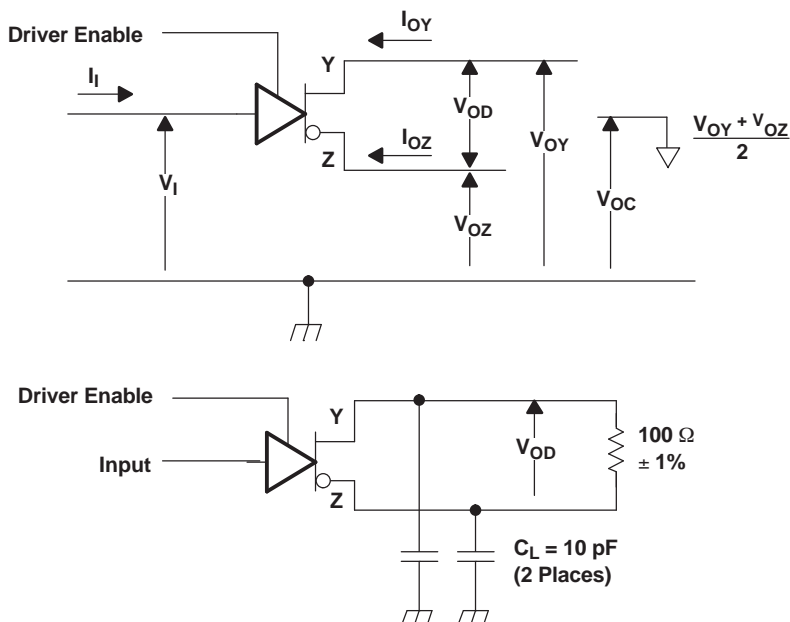 Driver Enable
I_OY
I_I
Y
V_OD
V_OY
V_OY + V_OZ
2
I_OZ
Z
V_I
V_OZ
V_OC
Driver Enable
Y
Input
V_OD
100 Ω
± 1%
Z
C_L = 10 pF
(2 Places)